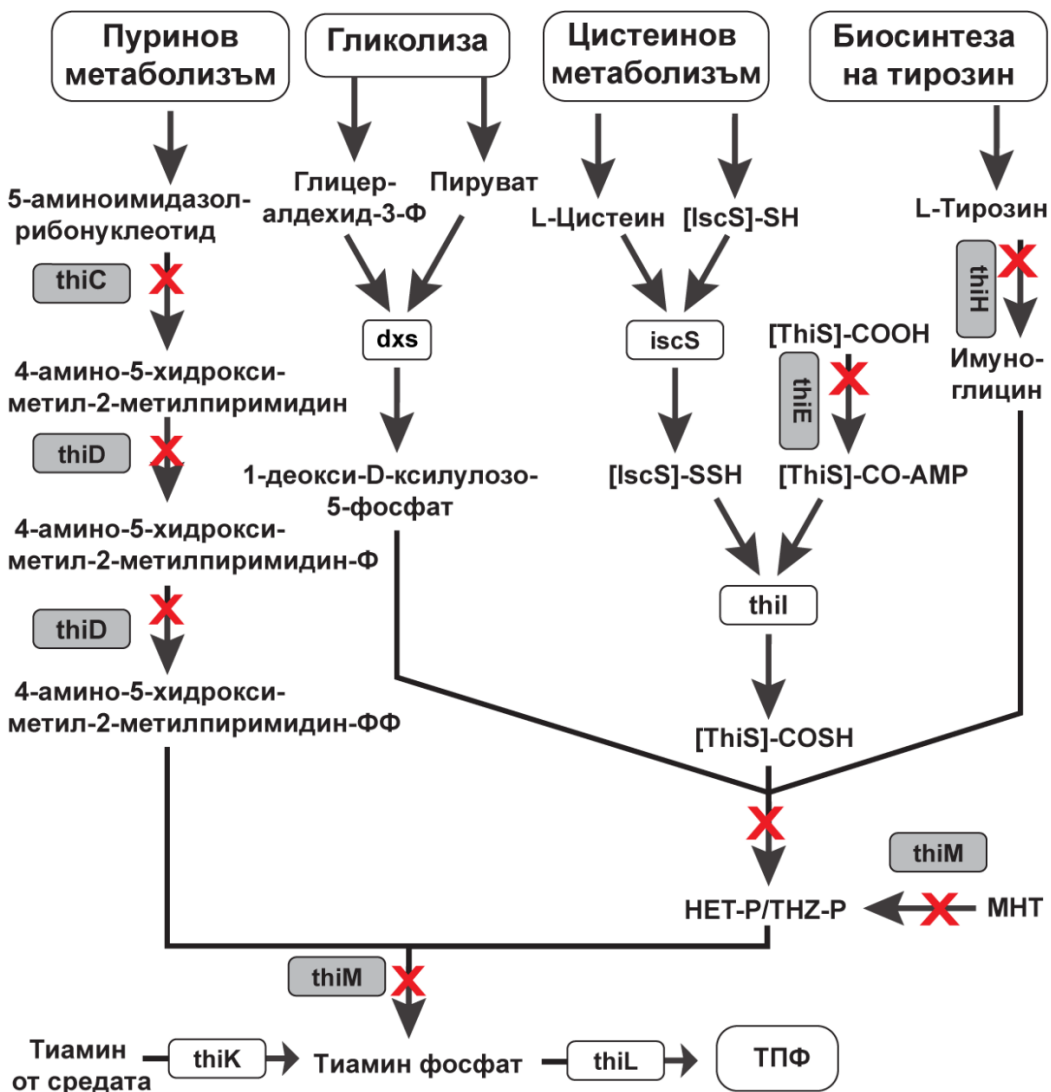 Пуринов
метаболизъм
Гликолиза
Цистеинов
метаболизъм
Биосинтеза
на тирозин
5-аминоимидазол-
рибонуклеотид
Глицер-
алдехид-3-Ф
Пируват
L-Цистеин
[IscS]-SH
L-Тирозин
thiC
thiH
dxs
iscS
[ThiS]-COOH
4-амино-5-хидрокси-
метил-2-метилпиримидин
Имуно-
глицин
thiE
thiD
1-деокси-D-ксилулозо-
5-фосфат
[IscS]-SSH
[ThiS]-CO-AMP
4-амино-5-хидрокси-
метил-2-метилпиримидин-Ф
thiI
thiD
4-амино-5-хидрокси-
метил-2-метилпиримидин-ФФ
[ThiS]-COSH
thiM
HET-P/THZ-P
МНТ
thiM
Тиамин
от средата
thiK
Тиамин фосфат
thiL
ТПФ